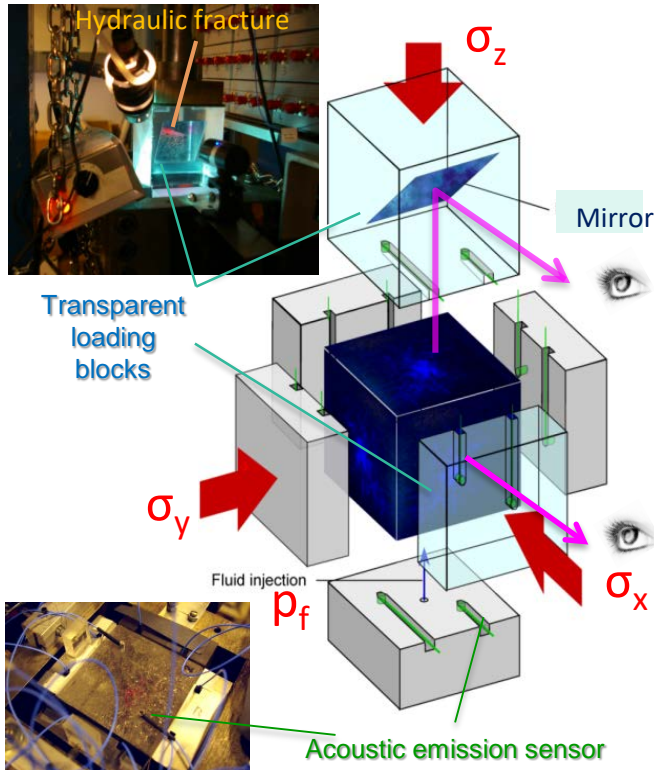 Hydraulic fracture
σz
Mirror
Transparent
loading
blocks
σy
Fluid injection
pf
σx
Acoustic emission sensor